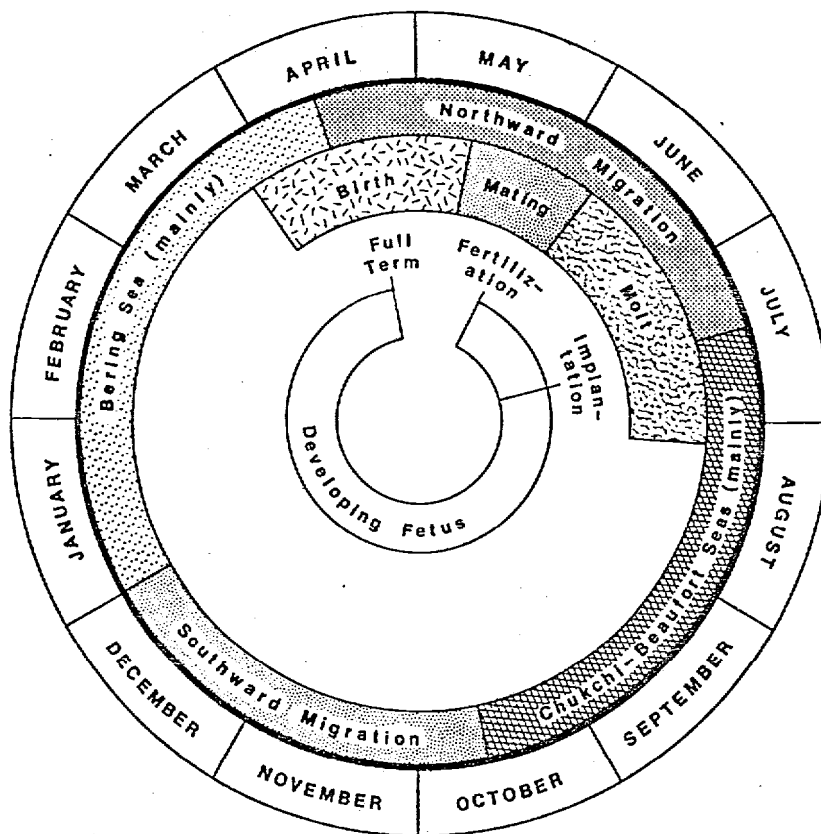 JANUARY
FEBRUARY
MARCH
APRIL
MAY
JUNE
JULY
AUGUST
SEPTEMBER
OCTOBER
NOVEMBER
DECEMBER
Bering Sea (mainly)
Northward Migration
Chukchi-Beaufort Seas (mainly)
Southward Migration
Birth
Mating
Molt
Full
Term
Fertiliz-
ation
Implan-
tation
Developing Fetus